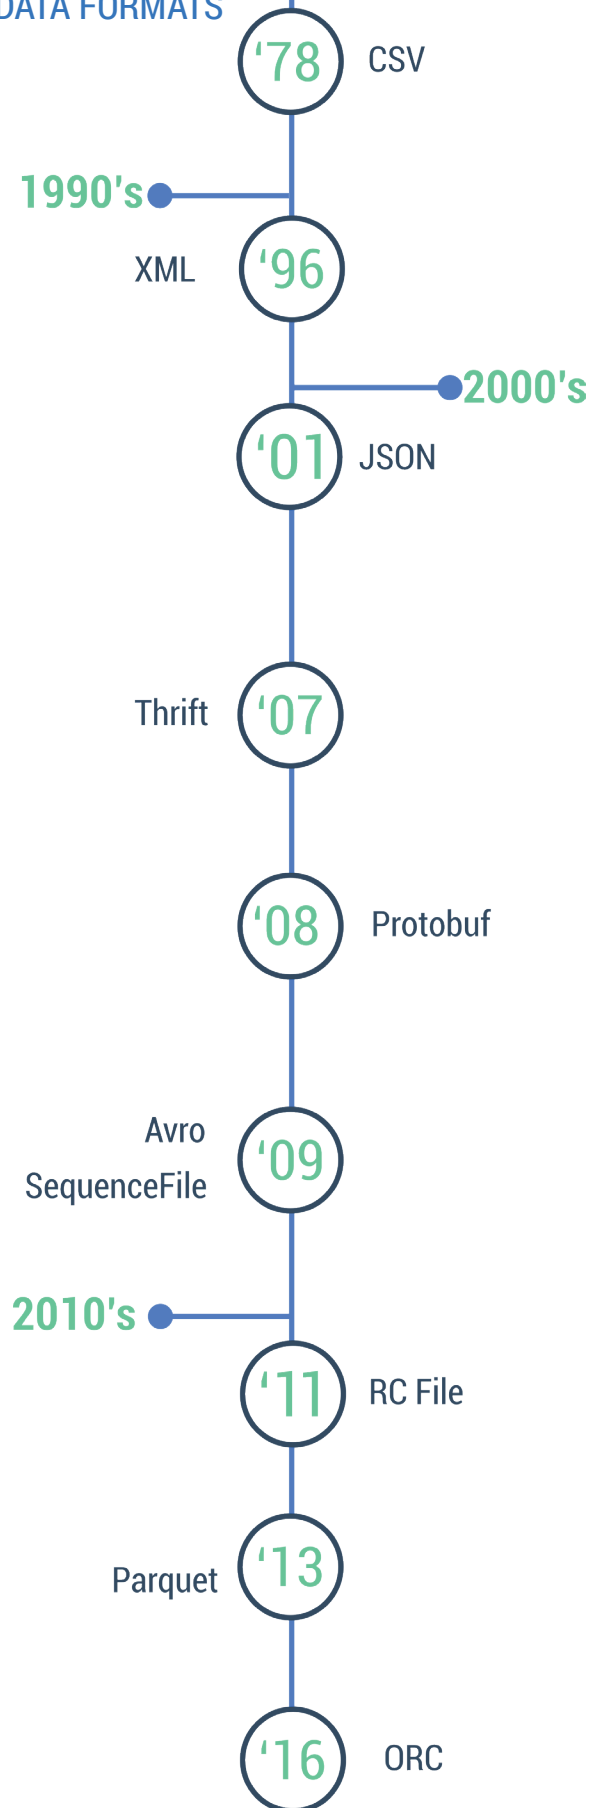 DATA FORMATS
‘78
CSV
1990's
XML
‘96
2000's
‘01
JSON
Thrift
‘07
‘08
Protobuf
Avro
SequenceFile
‘09
2010's
‘11
RC File
Parquet
‘13
‘16
ORC